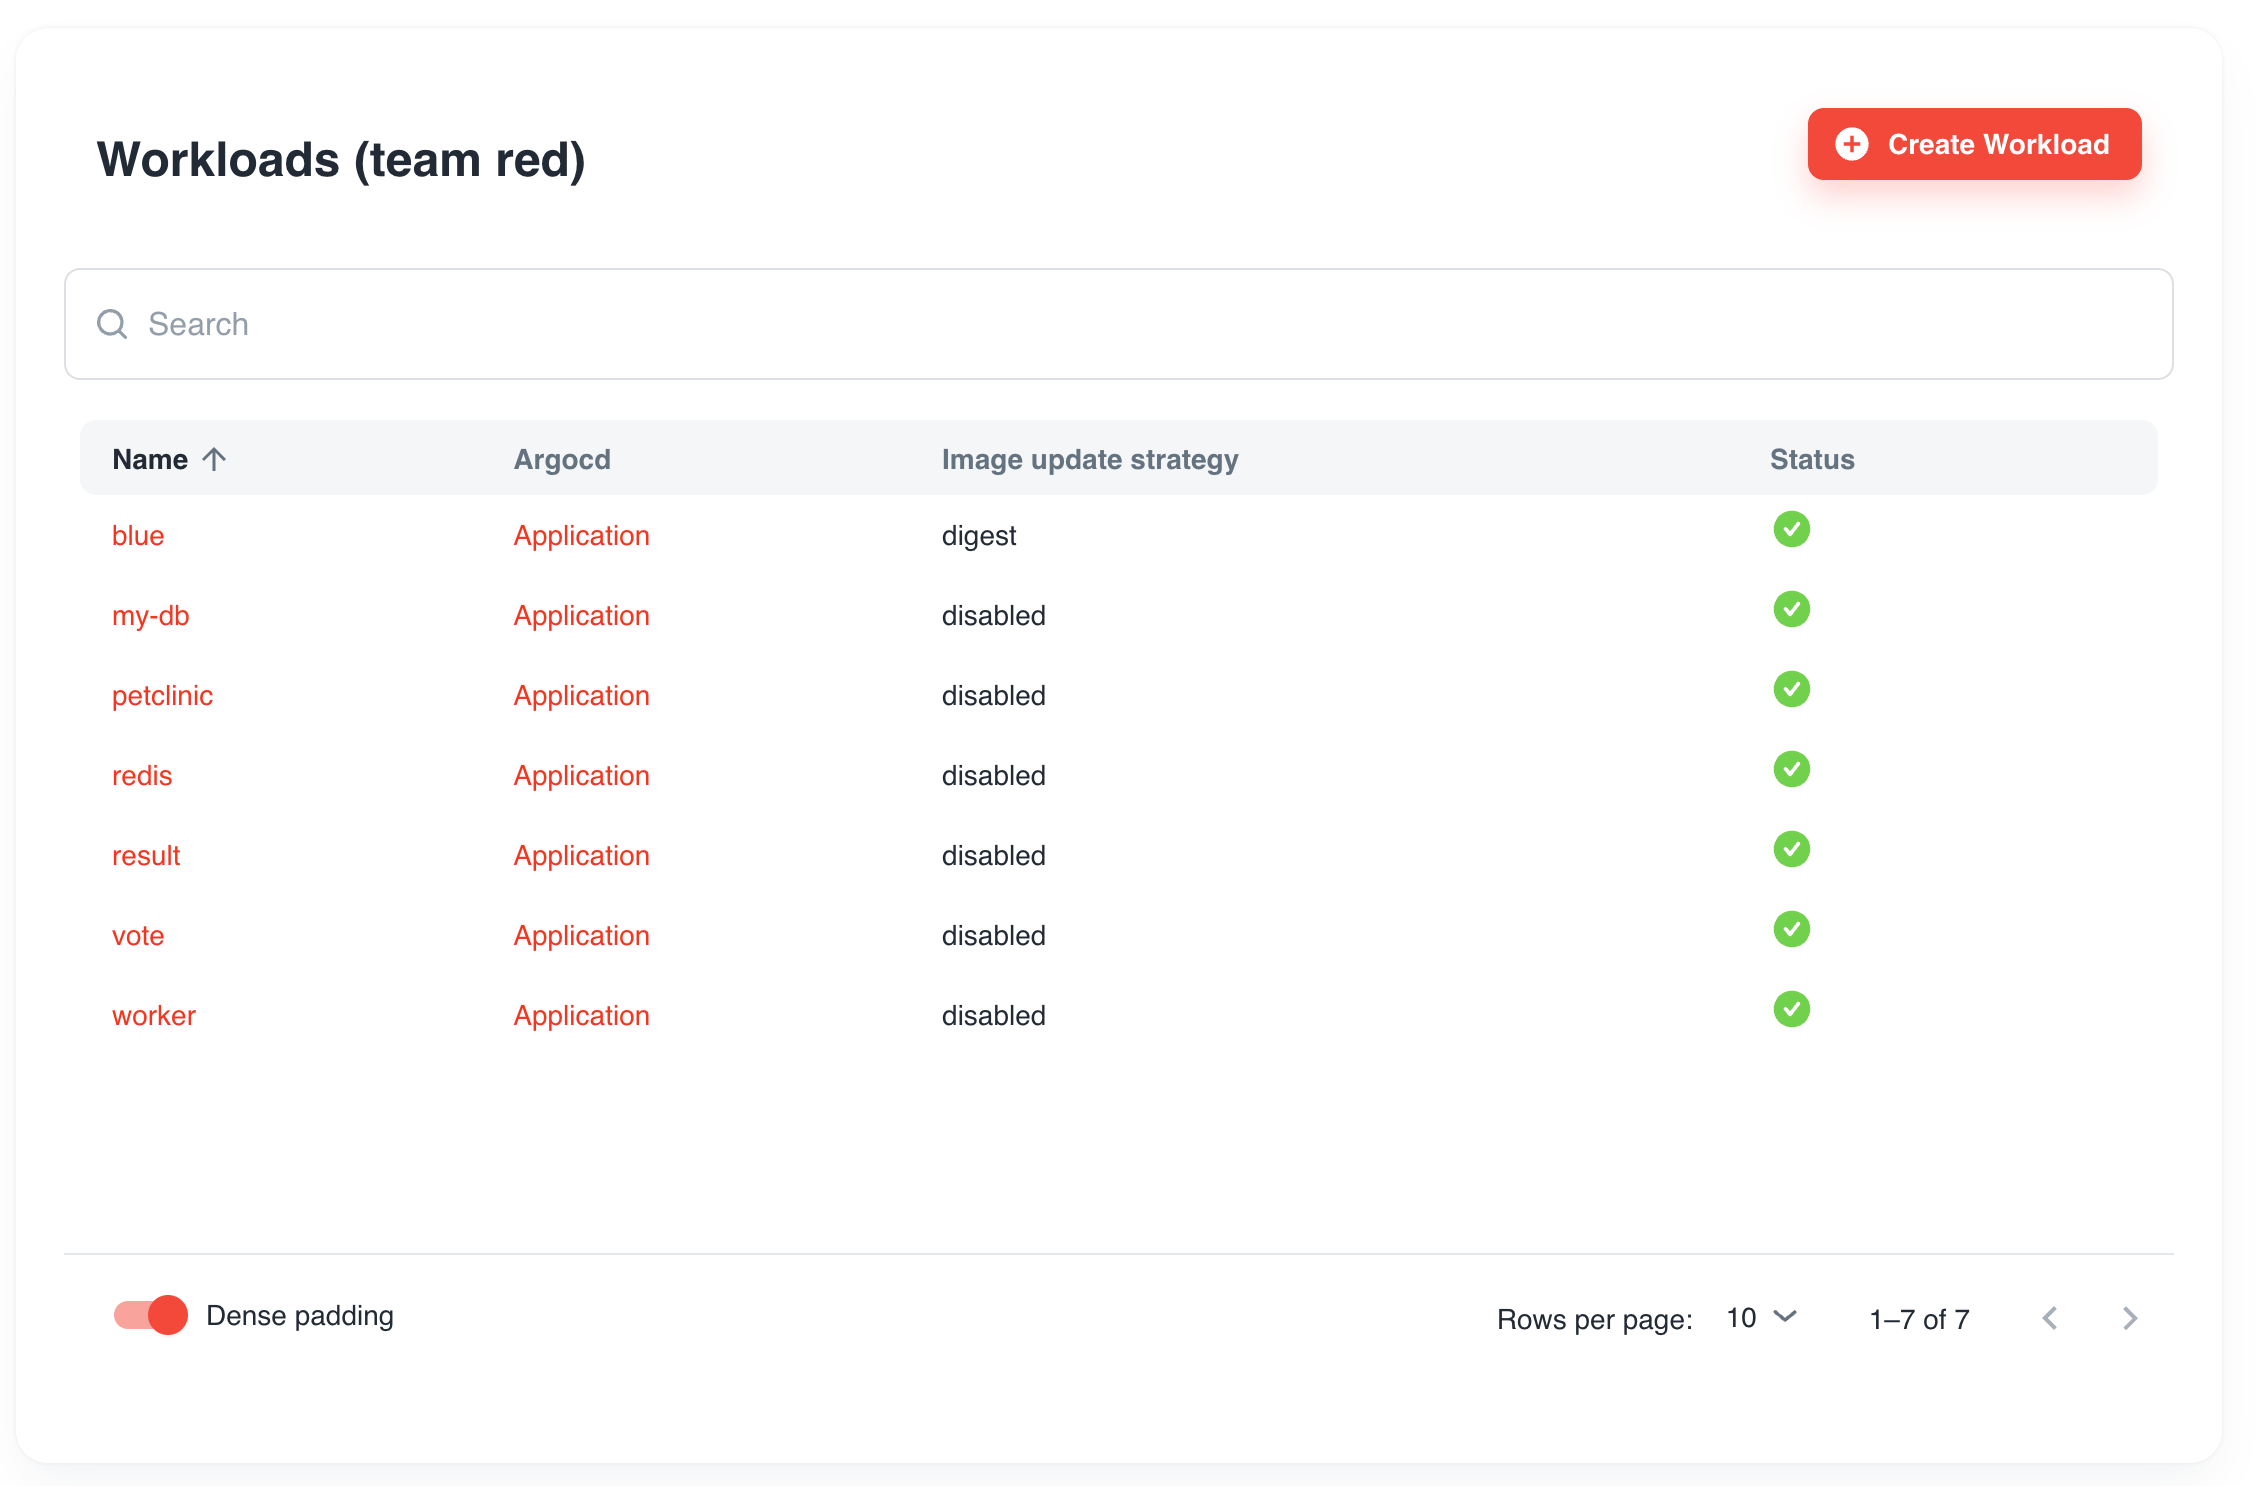 Workloads (team red)
Create Workload
Search
Name Argocd Image update strategy Status
blue Application digest
my-db Application disabled
petclinic Application disabled
redis Application disabled
result Application disabled
vote Application disabled
worker Application disabled
Dense padding Rows per page: 10 1–7 of 7